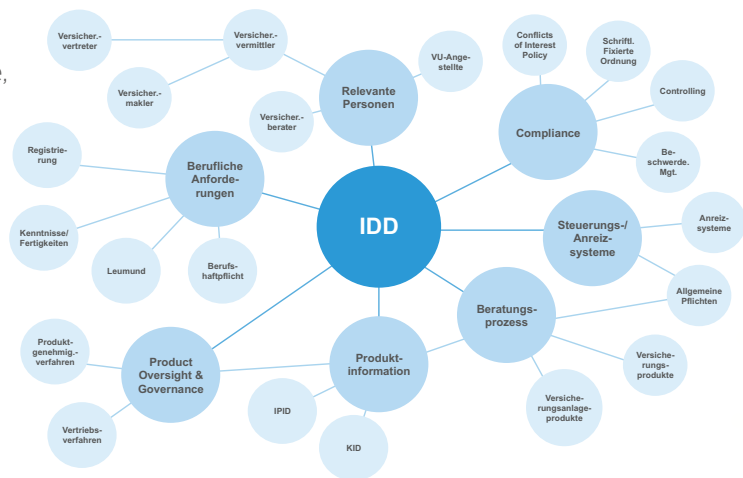 Versicher.-
vertreter
Versicher.-
vermittler
Versicher.-
makler
Relevante
Personen
VU-Ange-
stellte
Versicher.-
berater
Conflicts
of Interest
Policy
Schriftl.
Fixierte
Ordnung
Controlling
Compliance
Be-
schwerde.
Mgt.
Registrie-
rung
Berufliche
Anforde-
rungen
Kenntnisse/
Fertigkeiten
Leumund
Berufs-
haftpflicht
IDD
Steuerungs-/
Anreiz-
systeme
Anreiz-
systeme
Allgemeine
Pflichten
Beratungs-
prozess
Versiche-
rungs-
produkte
Versiche-
rungsanlage-
produkte
Produkt-
information
IPID
KID
Product
Oversight &
Governance
Produkt-
genehmig.-
verfahren
Vertriebs-
verfahren